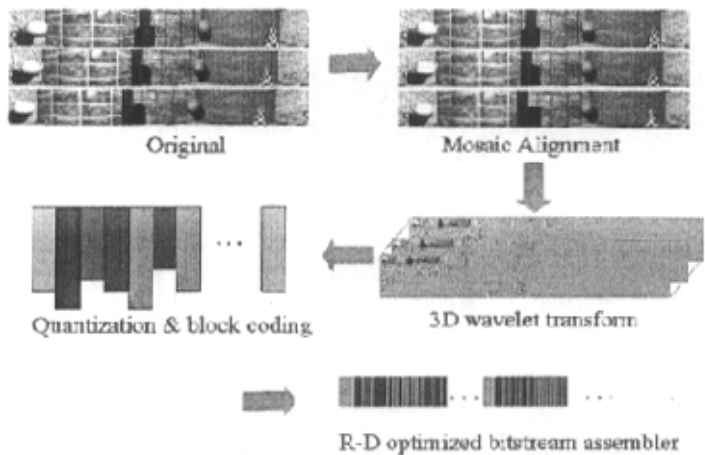 Original
Mosaic Alignment
3D wavelet transform
Quantization & block coding
R-D optimized bitstream assembler